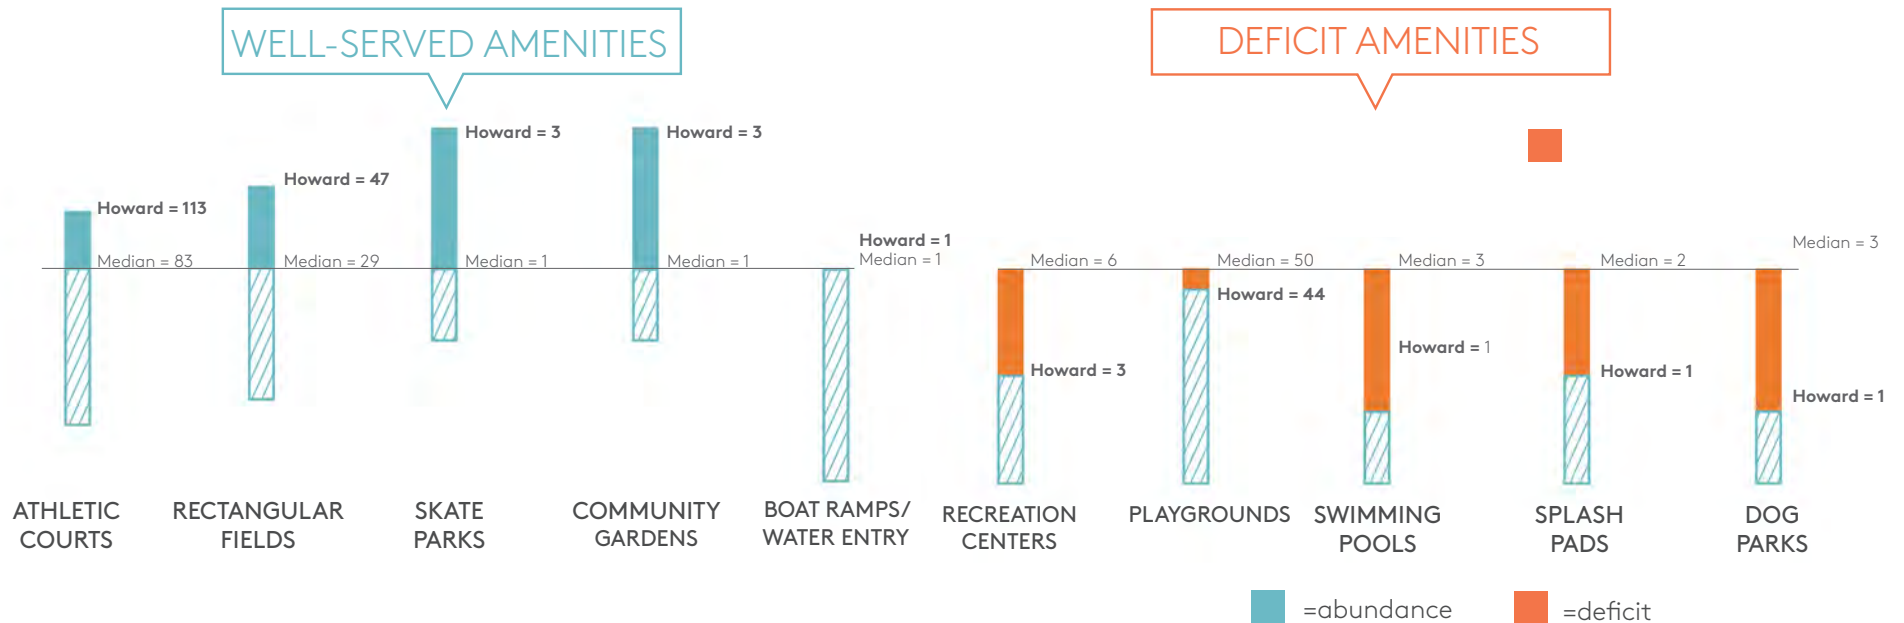 WELL-SERVED AMENITIES
DEFICIT AMENITIES
Howard = 113
Median = 83
Howard = 47
Median = 29
Howard = 3
Median = 1
Howard = 3
Median = 1
Howard = 1
Median = 1
Median = 6
Howard = 3
Median = 50
Howard = 44
Median = 3
Howard = 1
Median = 2
Howard = 1
Median = 3
Howard = 1
ATHLETIC
COURTS
RECTANGULAR
FIELDS
SKATE
PARKS
COMMUNITY
GARDENS
BOAT RAMPS/
WATER ENTRY
RECREATION
CENTERS
PLAYGROUNDS
SWIMMING
POOLS
SPLASH
PADS
DOG
PARKS
=abundance
=deficit